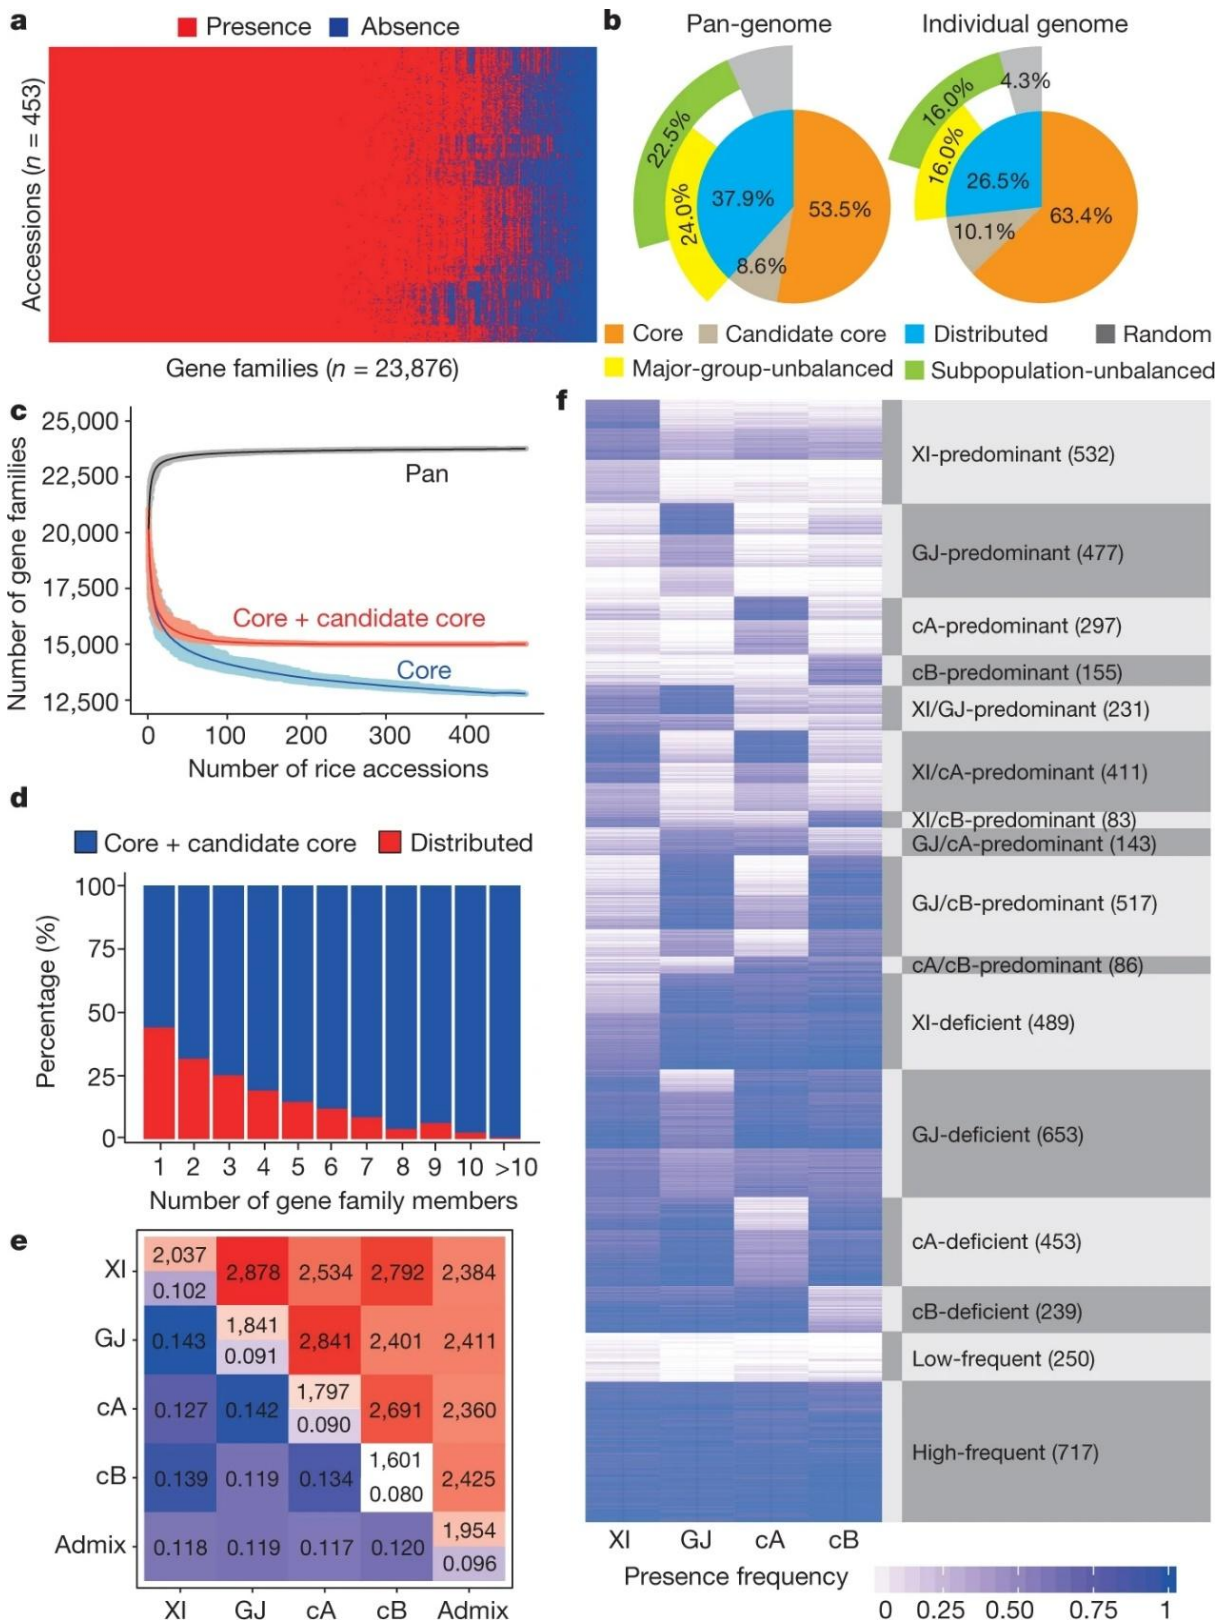 a
Presence Absence
Accessions (n = 453)
Gene families (n = 23,876)
b
Pan-genome Individual genome
22.5%
24.0%
37.9%
53.5%
8.6%
4.3%
16.0%
16.0%
26.5%
63.4%
10.1%
Core Candidate core Distributed Random
Major-group-unbalanced Subpopulation-unbalanced
c
Number of gene families
25,000
22,500
20,000
17,500
15,000
12,500
Pan
Core + candidate core
Core
0 100 200 300 400
Number of rice accessions
d
Core + candidate core Distributed
Percentage (%)
100
75
50
25
0
1 2 3 4 5 6 7 8 9 10 >10
Number of gene family members
e
XI 2,037 2,878 2,534 2,792 2,384
0.102
GJ 0.143 1,841 2,841 2,401 2,411
0.091
cA 0.127 0.142 1,797 2,691 2,360
0.090
cB 0.139 0.119 0.134 1,601 2,425
0.080
Admix 0.118 0.119 0.117 0.120 1,954
0.096
XI GJ cA cB Admix
f
XI-predominant (532)
GJ-predominant (477)
cA-predominant (297)
cB-predominant (155)
XI/GJ-predominant (231)
XI/cA-predominant (411)
XI/cB-predominant (83)
GJ/cA-predominant (143)
GJ/cB-predominant (517)
cA/cB-predominant (86)
XI-deficient (489)
GJ-deficient (653)
cA-deficient (453)
cB-deficient (239)
Low-frequent (250)
High-frequent (717)
XI GJ cA cB
Presence frequency
0 0.25 0.50 0.75 1